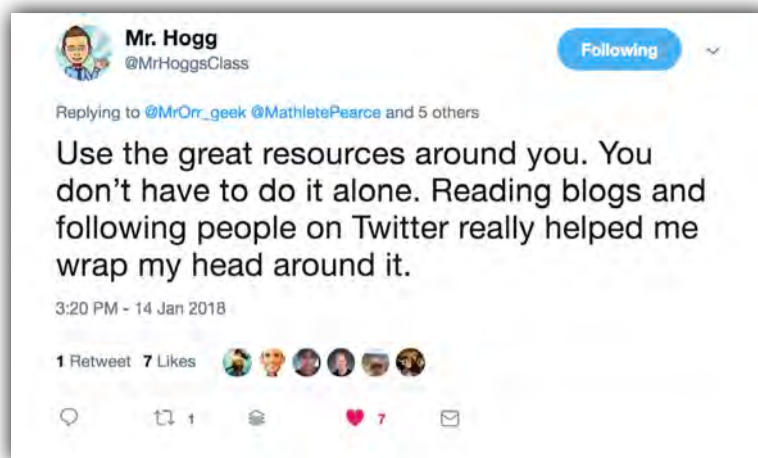 Mr. Hogg
@MrHoggsClass
Following
Replying to @MrOrr_geek @MathletePearce and 5 others
Use the great resources around you. You
don’t have to do it alone. Reading blogs and
following people on Twitter really helped me
wrap my head around it.
3:20 PM - 14 Jan 2018
1 Retweet 7 Likes
1 7